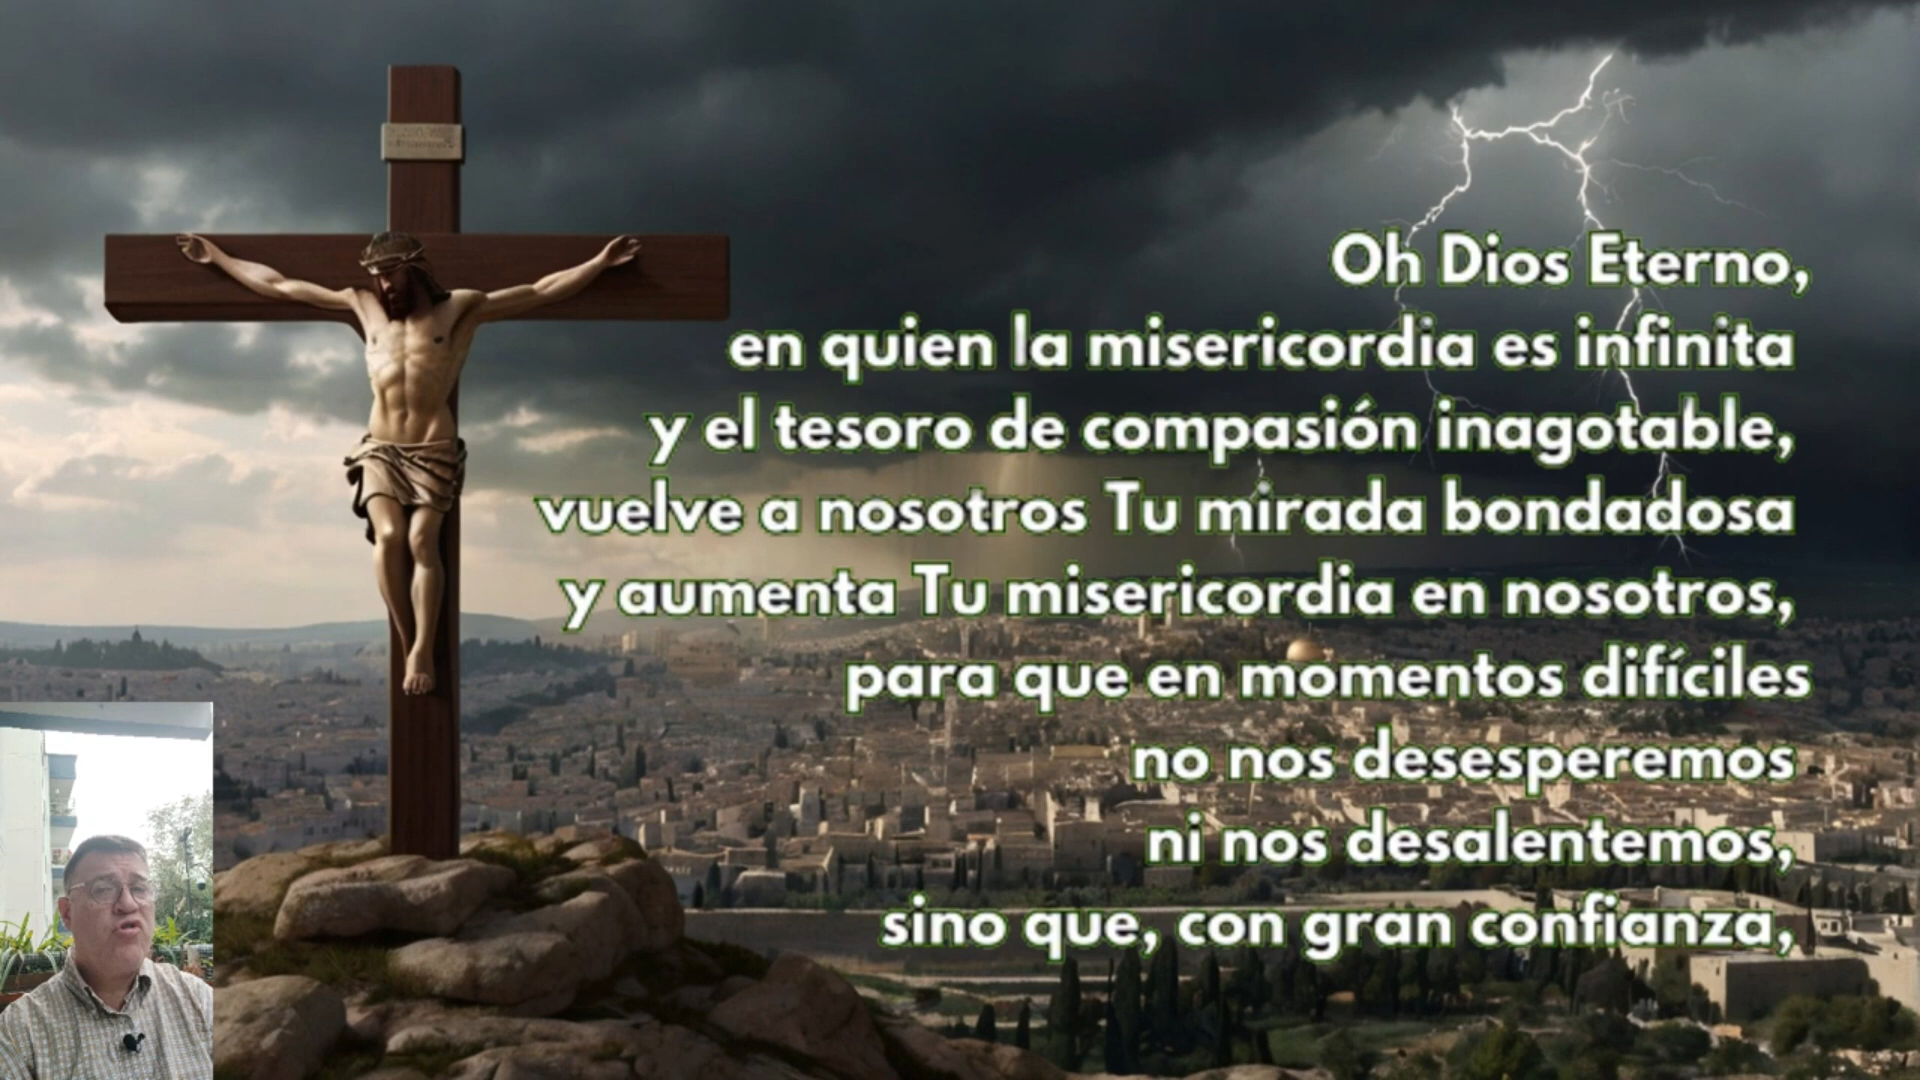 Oh Dios Eterno,
en quien la misericordia es infinita
y el tesoro de compasión inagotable,
vuelve a nosotros Tu mirada bondadosa
y aumenta Tu misericordia en nosotros,
para que en momentos difíciles
no nos desesperemos
ni nos desalentemos,
sino que, con gran confianza,